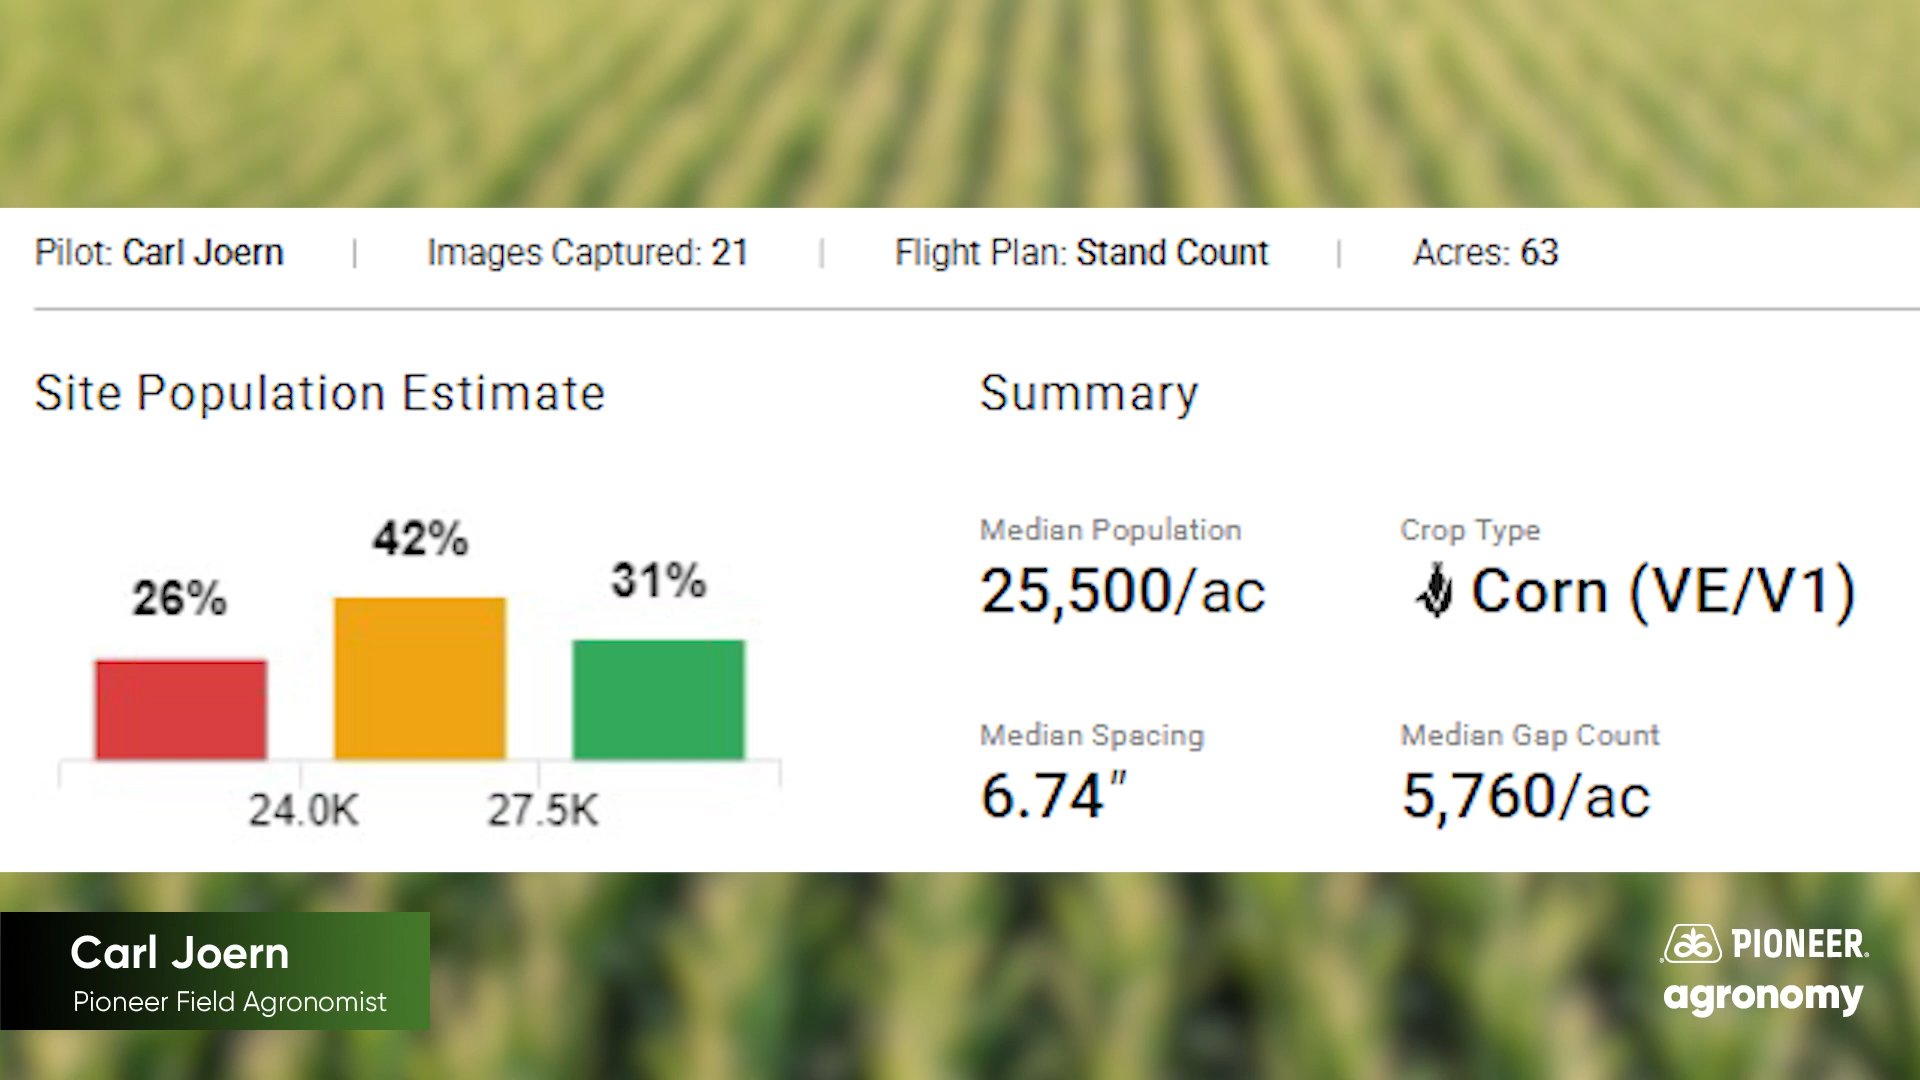 Pilot: Carl Joern | Images Captured: 21 | Flight Plan: Stand Count | Acres: 63
Site Population Estimate
26%
42%
31%
24.0K
27.5K
Summary
Median Population
25,500/ac
Crop Type
Corn (VE/V1)
Median Spacing
6.74"
Median Gap Count
5,760/ac
Carl Joern
Pioneer Field Agronomist
PIONEER®
agronomy